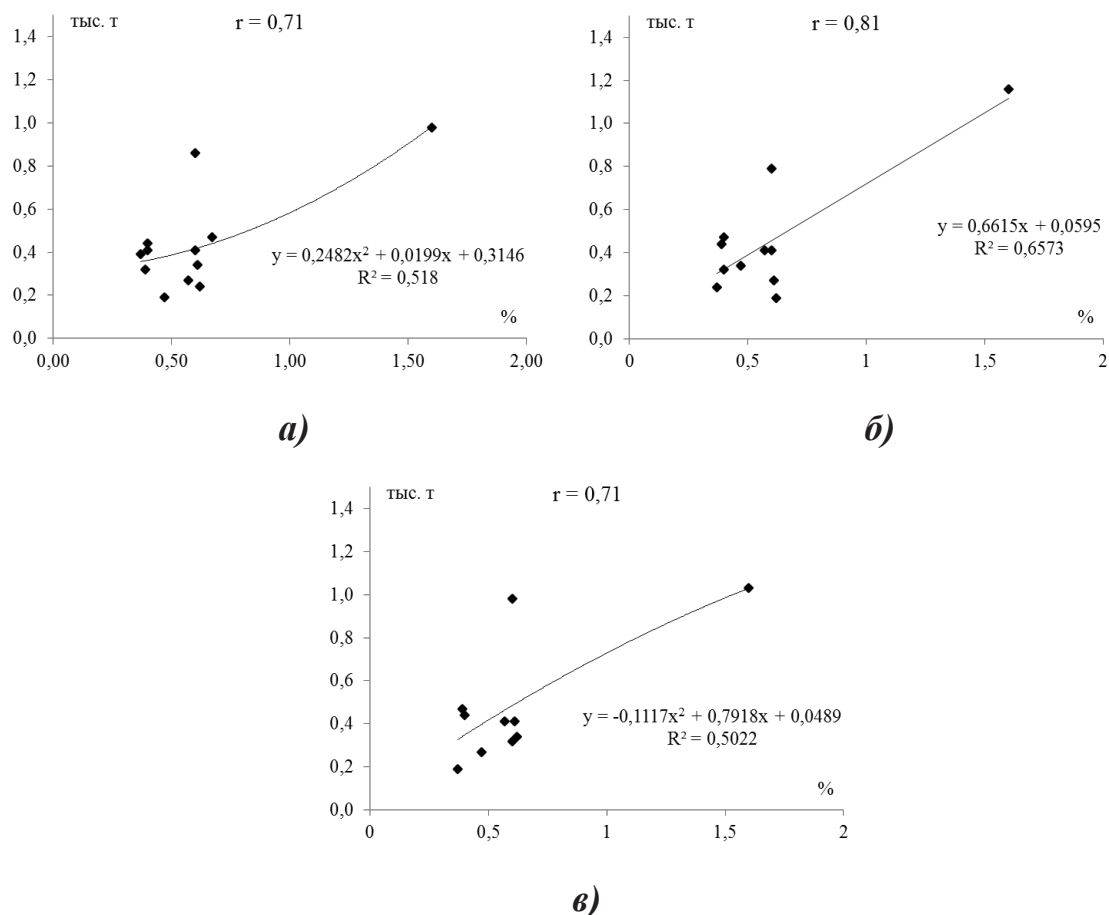 тыс. т
r = 0,71
1,4
1,2
1,0
0,8
0,6
0,4
0,2
0,0
y = 0,2482x² + 0,0199x + 0,3146
R² = 0,518
%
0,00 0,50 1,00 1,50 2,00
а)
тыс. т
r = 0,81
1,4
1,2
1,0
0,8
0,6
0,4
0,2
0,0
y = 0,6615x + 0,0595
R² = 0,6573
%
0 0,5 1 1,5 2
б)
тыс. т
r = 0,71
1,4
1,2
1,0
0,8
0,6
0,4
0,2
0,0
y = -0,1117x² + 0,7918x + 0,0489
R² = 0,5022
%
0 0,5 1 1,5 2
в)